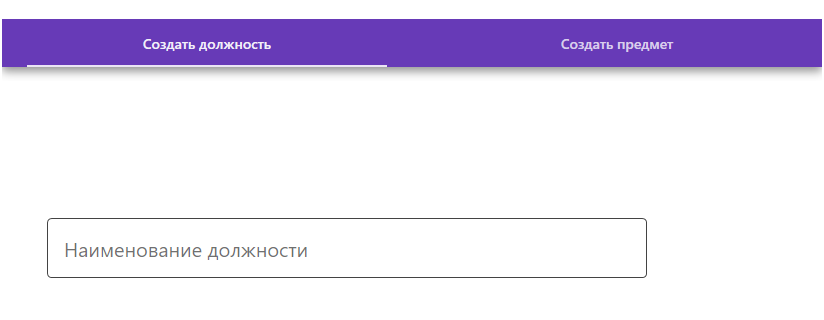 Создать должность
Создать предмет
Наименование должности